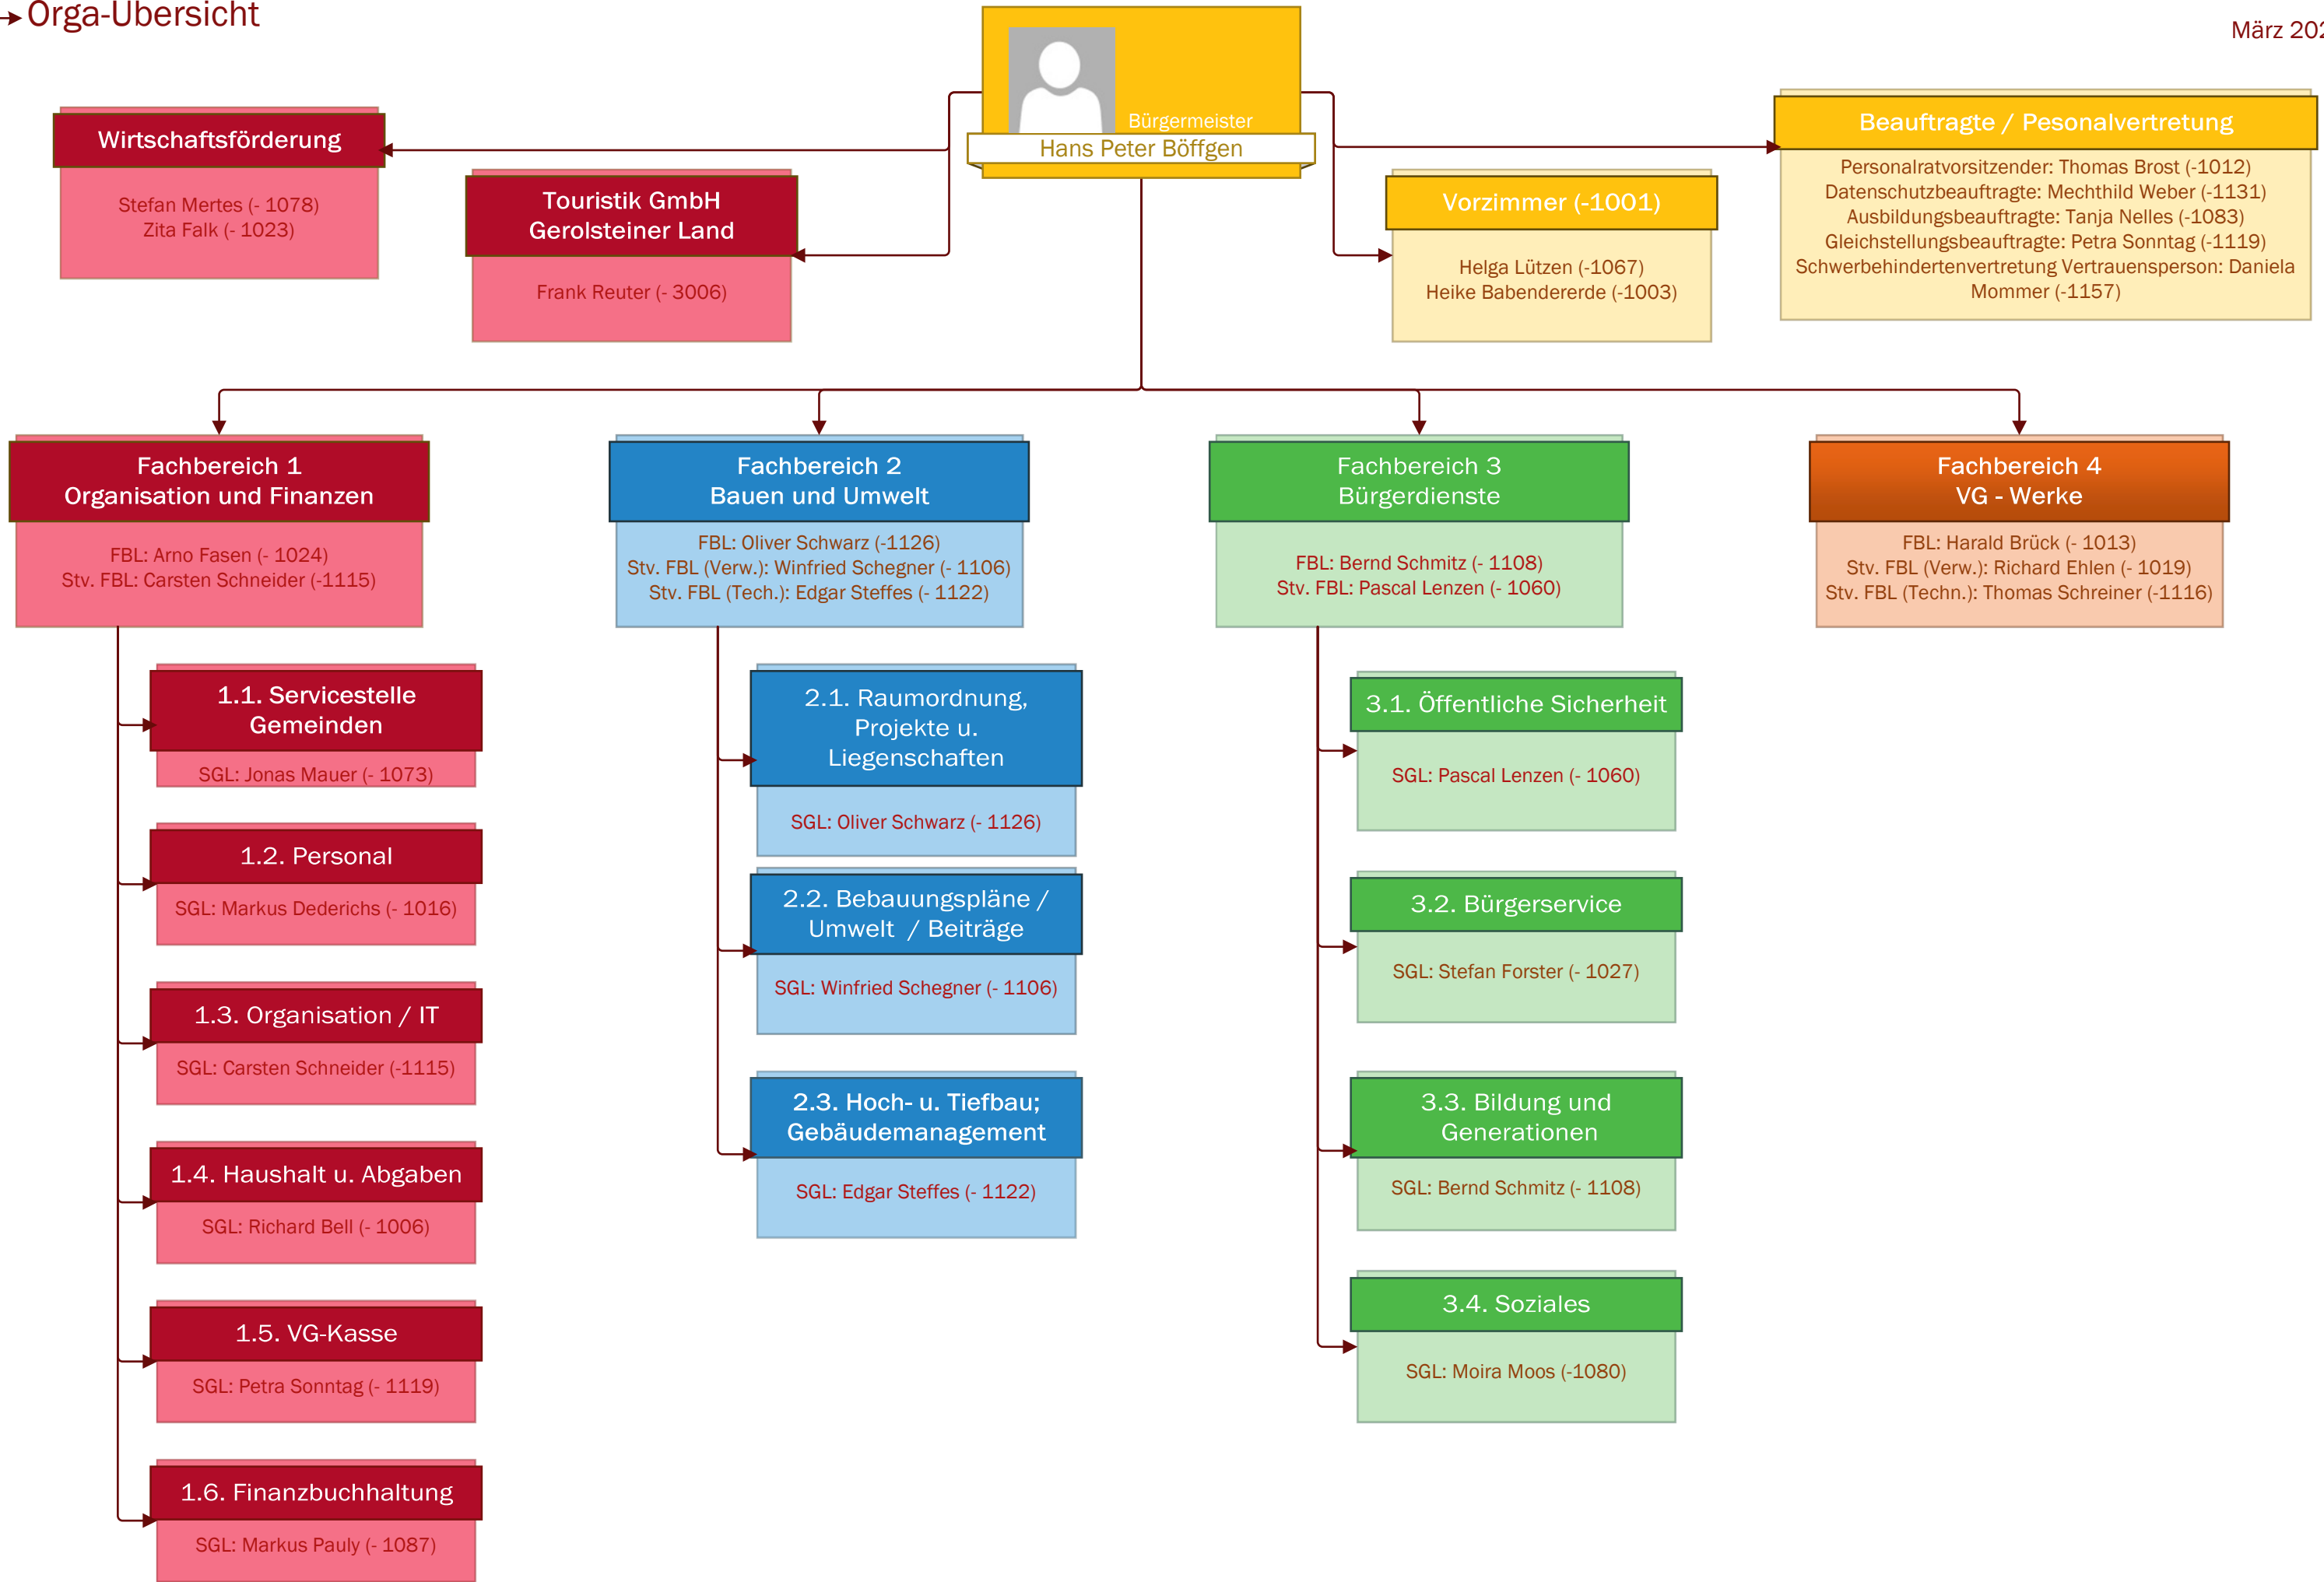 Orga-Übersicht
März 202
Bürgermeister
Hans Peter Böffgen
Wirtschaftsförderung
Stefan Mertes (- 1078)
Zita Falk (- 1023)
Touristik GmbH
Gerolsteiner Land
Frank Reuter (- 3006)
Vorzimmer (-1001)
Helga Lützen (-1067)
Heike Babendererde (-1003)
Beauftragte / Pesonalvertretung
Personalratvorsitzender: Thomas Brost (-1012)
Datenschutzbeauftragte: Mechthild Weber (-1131)
Ausbildungsbeauftragte: Tanja Nelles (-1083)
Gleichstellungsbeauftragte: Petra Sonntag (-1119)
Schwerbehindertenvertretung Vertrauensperson: Daniela
Mommer (-1157)
Fachbereich 1
Organisation und Finanzen
FBL: Arno Fasen (- 1024)
Stv. FBL: Carsten Schneider (-1115)
1.1. Servicestelle
Gemeinden
SGL: Jonas Mauer (- 1073)
1.2. Personal
SGL: Markus Dederichs (- 1016)
1.3. Organisation / IT
SGL: Carsten Schneider (-1115)
1.4. Haushalt u. Abgaben
SGL: Richard Bell (- 1006)
1.5. VG-Kasse
SGL: Petra Sonntag (- 1119)
1.6. Finanzbuchhaltung
SGL: Markus Pauly (- 1087)
Fachbereich 2
Bauen und Umwelt
FBL: Oliver Schwarz (-1126)
Stv. FBL (Verw.): Winfried Schegner (- 1106)
Stv. FBL (Tech.): Edgar Steffes (- 1122)
2.1. Raumordnung,
Projekte u.
Liegenschaften
SGL: Oliver Schwarz (- 1126)
2.2. Bebauungspläne /
Umwelt / Beiträge
SGL: Winfried Schegner (- 1106)
2.3. Hoch- u. Tiefbau;
Gebäudemanagement
SGL: Edgar Steffes (- 1122)
Fachbereich 3
Bürgerdienste
FBL: Bernd Schmitz (- 1108)
Stv. FBL: Pascal Lenzen (- 1060)
3.1. Öffentliche Sicherheit
SGL: Pascal Lenzen (- 1060)
3.2. Bürgerservice
SGL: Stefan Forster (- 1027)
3.3. Bildung und
Generationen
SGL: Bernd Schmitz (- 1108)
3.4. Soziales
SGL: Moira Moos (-1080)
Fachbereich 4
VG - Werke
FBL: Harald Brück (- 1013)
Stv. FBL (Verw.): Richard Ehlen (- 1019)
Stv. FBL (Techn.): Thomas Schreiner (-1116)